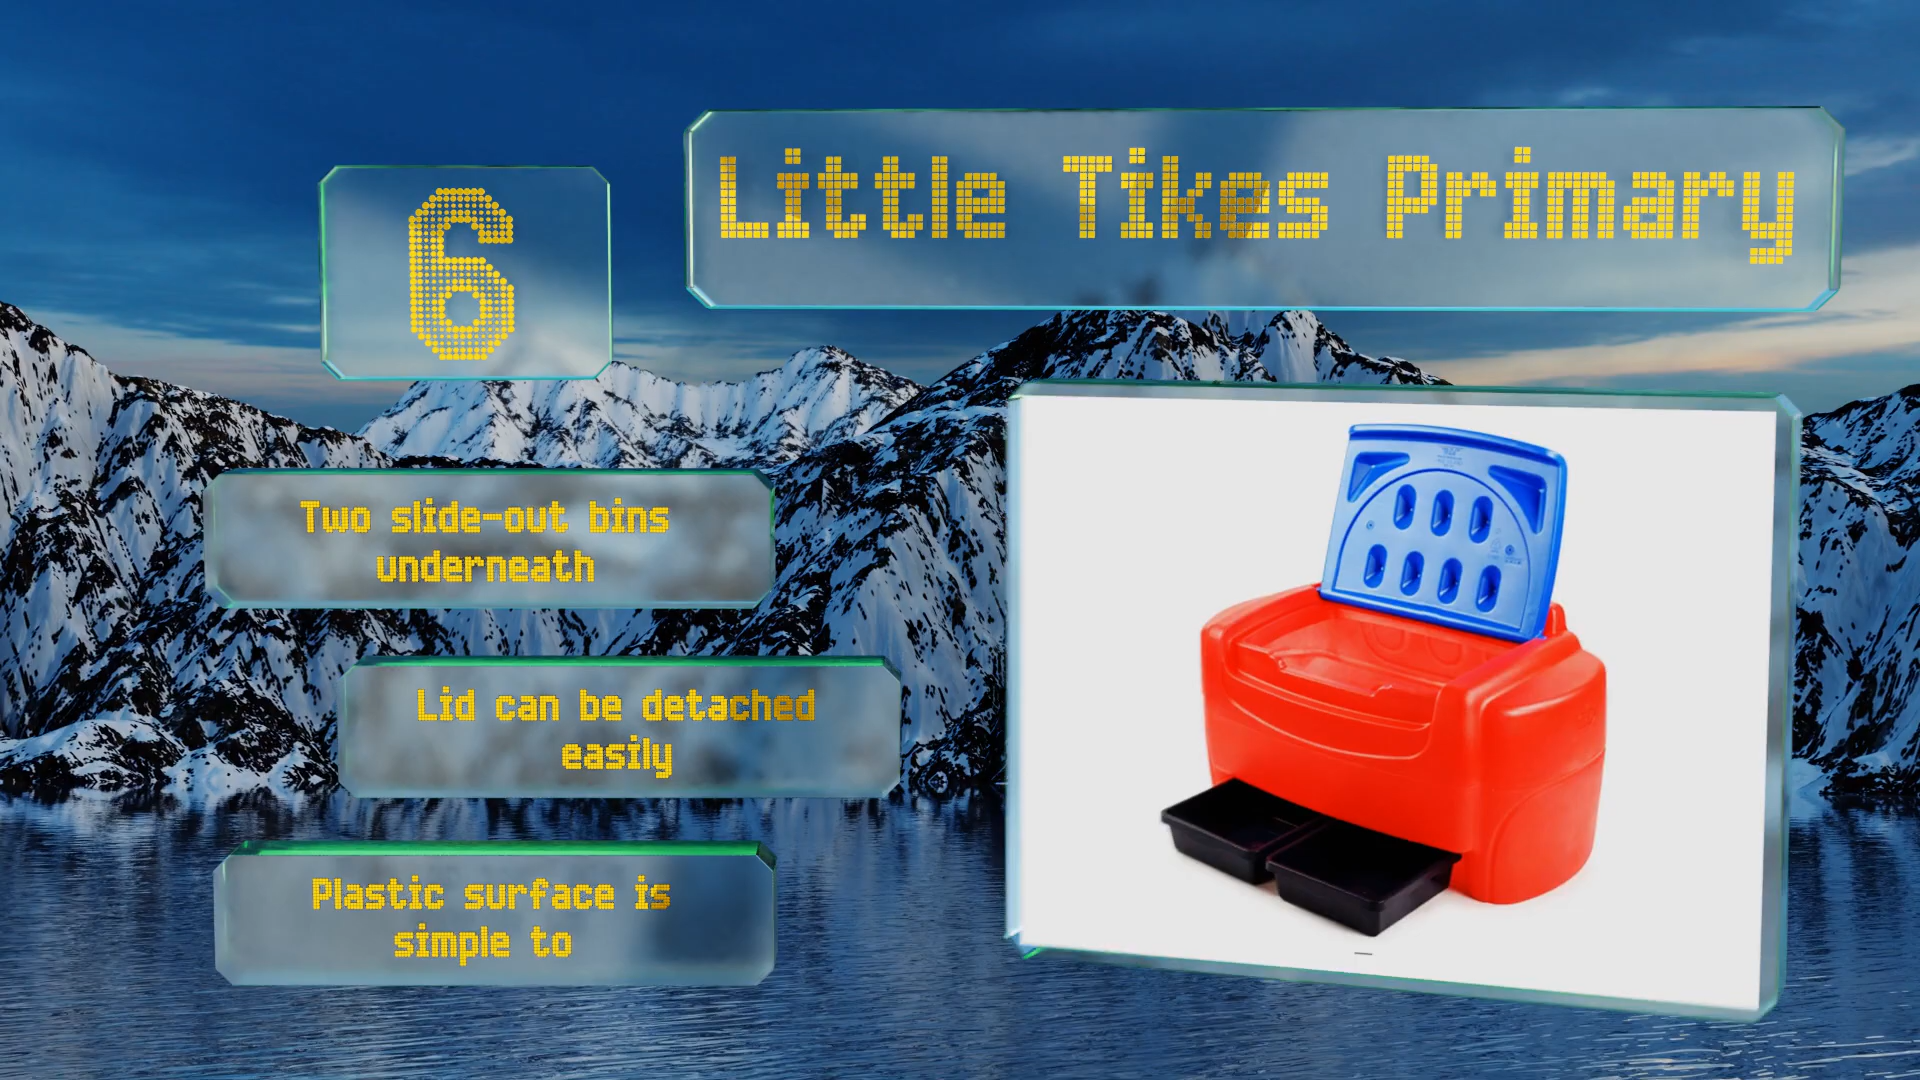 6
Little Tikes Primary
Two slide-out bins
underneath
Lid can be detached
easily
Plastic surface is
simple to